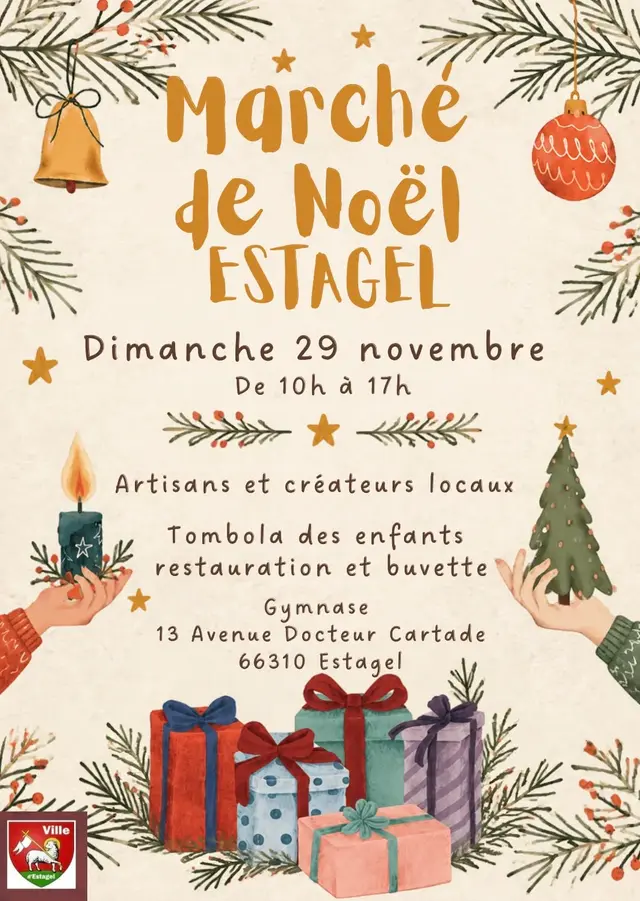 Marché
de Noël
ESTAGEL
Dimanche 29 novembre
De 10h à 17h
Artisans et créateurs locaux
Tombola des enfants
restauration et buvette
Gymnase
13 Avenue Docteur Cartade
66310 Estagel
Ville
d'Estagel